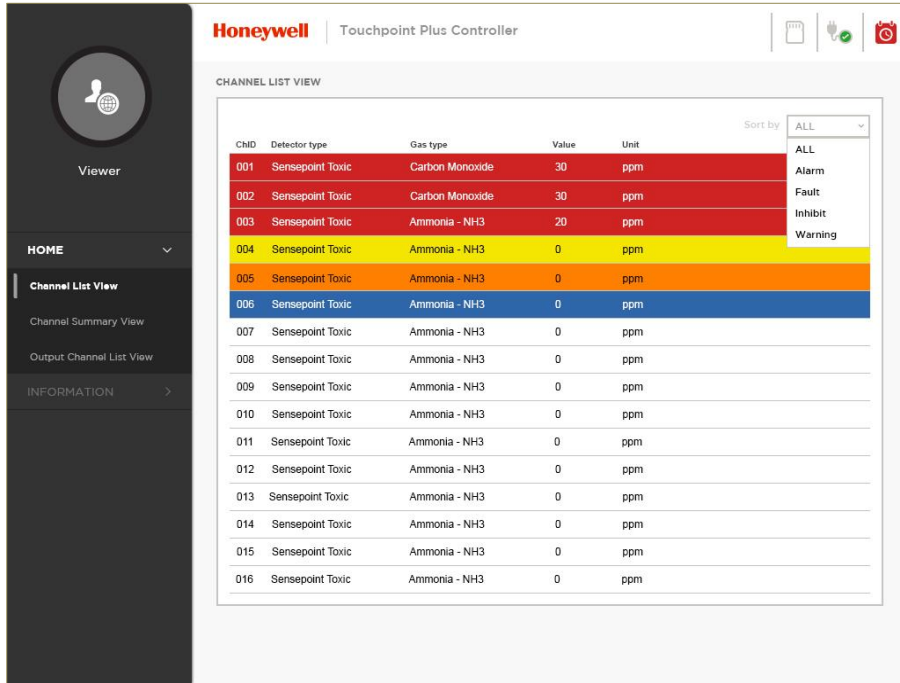 Honeywell Touchpoint Plus Controller
CHANNEL LIST VIEW
Viewer
HOME
Channel List View
Channel Summary View
Output Channel List View
INFORMATION
Sort by ALL
ALL
Alarm
Fault
Inhibit
Warning
ChID Detector type Gas type Value Unit
001 Sensepoint Toxic Carbon Monoxide 30 ppm
002 Sensepoint Toxic Carbon Monoxide 30 ppm
003 Sensepoint Toxic Ammonia - NH3 20 ppm
004 Sensepoint Toxic Ammonia - NH3 0 ppm
005 Sensepoint Toxic Ammonia - NH3 0 ppm
006 Sensepoint Toxic Ammonia - NH3 0 ppm
007 Sensepoint Toxic Ammonia - NH3 0 ppm
008 Sensepoint Toxic Ammonia - NH3 0 ppm
009 Sensepoint Toxic Ammonia - NH3 0 ppm
010 Sensepoint Toxic Ammonia - NH3 0 ppm
011 Sensepoint Toxic Ammonia - NH3 0 ppm
012 Sensepoint Toxic Ammonia - NH3 0 ppm
013 Sensepoint Toxic Ammonia - NH3 0 ppm
014 Sensepoint Toxic Ammonia - NH3 0 ppm
015 Sensepoint Toxic Ammonia - NH3 0 ppm
016 Sensepoint Toxic Ammonia - NH3 0 ppm